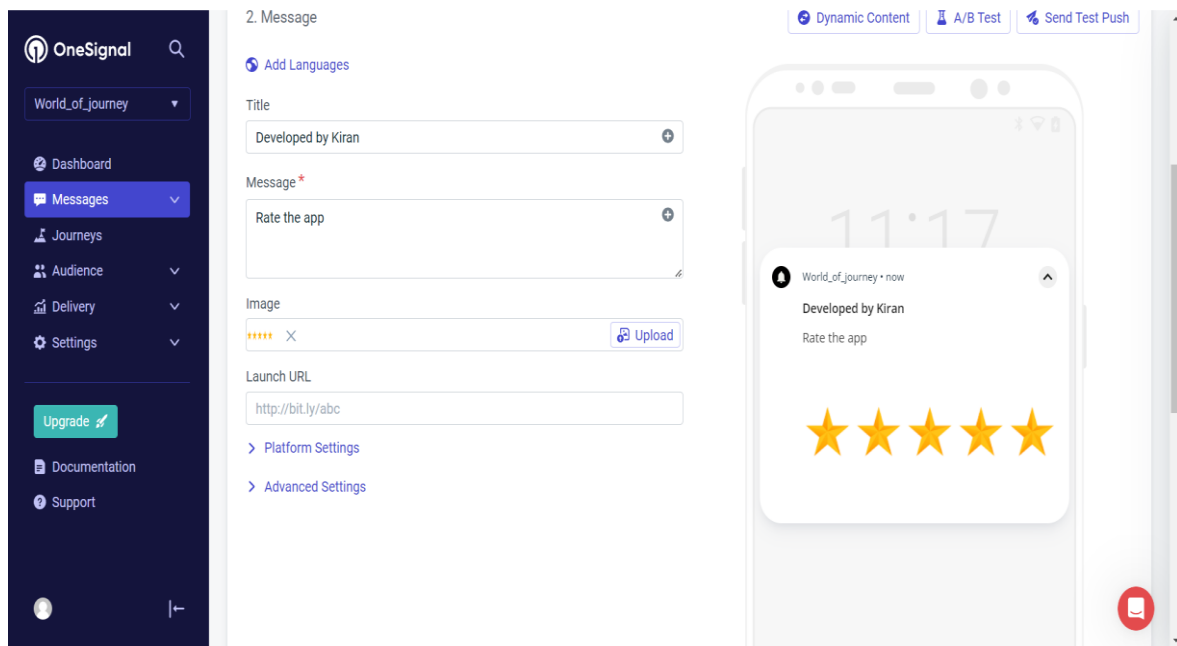 OneSignal
World_of_journey
Dashboard
Messages
Journeys
Audience
Delivery
Settings
Upgrade
Documentation
Support
2. Message
Dynamic Content
A/B Test
Send Test Push
Add Languages
Title
Developed by Kiran
Message*
Rate the app
Image
Upload
Launch URL
http://bit.ly/abc
Platform Settings
Advanced Settings
11:17
World_of_journey • now
Developed by Kiran
Rate the app